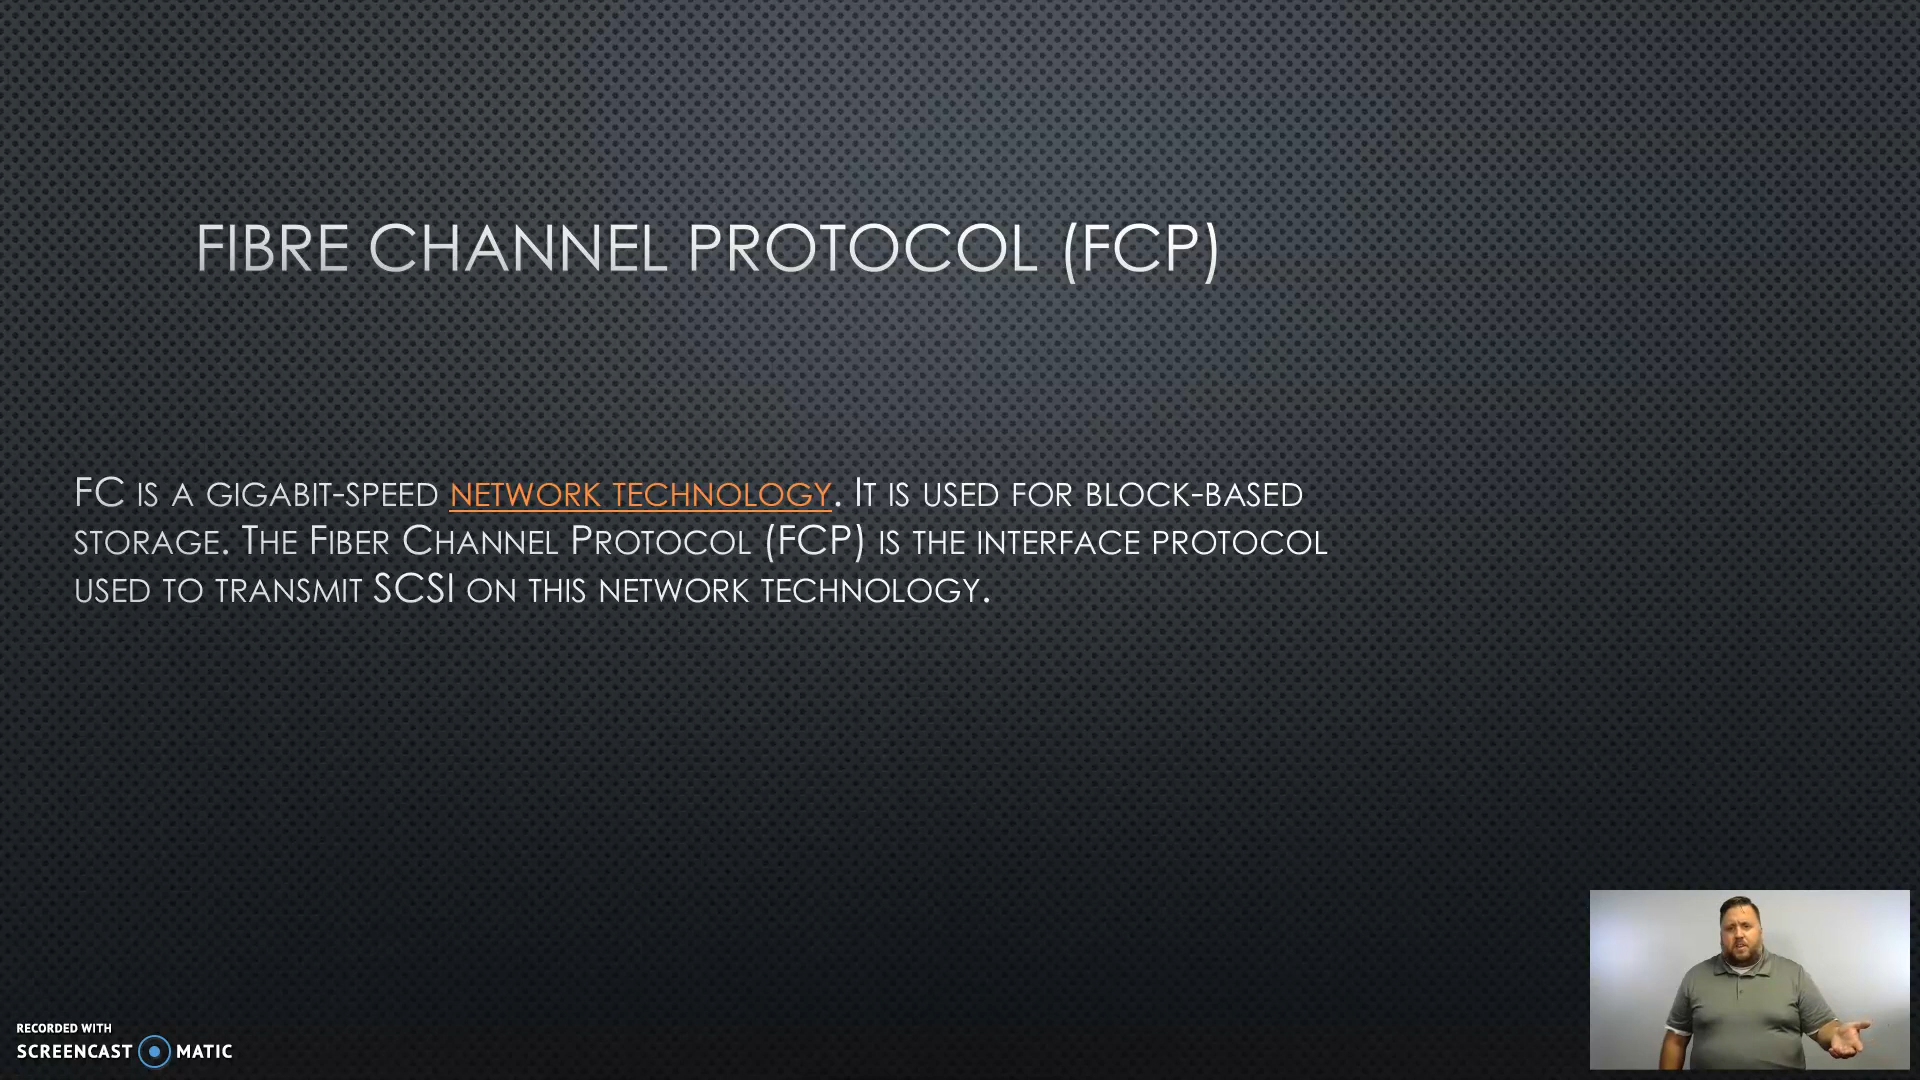 FIBRE CHANNEL PROTOCOL (FCP)
FC IS A GIGABIT-SPEED NETWORK TECHNOLOGY. IT IS USED FOR BLOCK-BASED
STORAGE. THE FIBER CHANNEL PROTOCOL (FCP) IS THE INTERFACE PROTOCOL
USED TO TRANSMIT SCSI ON THIS NETWORK TECHNOLOGY.
RECORDED WITH
SCREENCAST MATIC